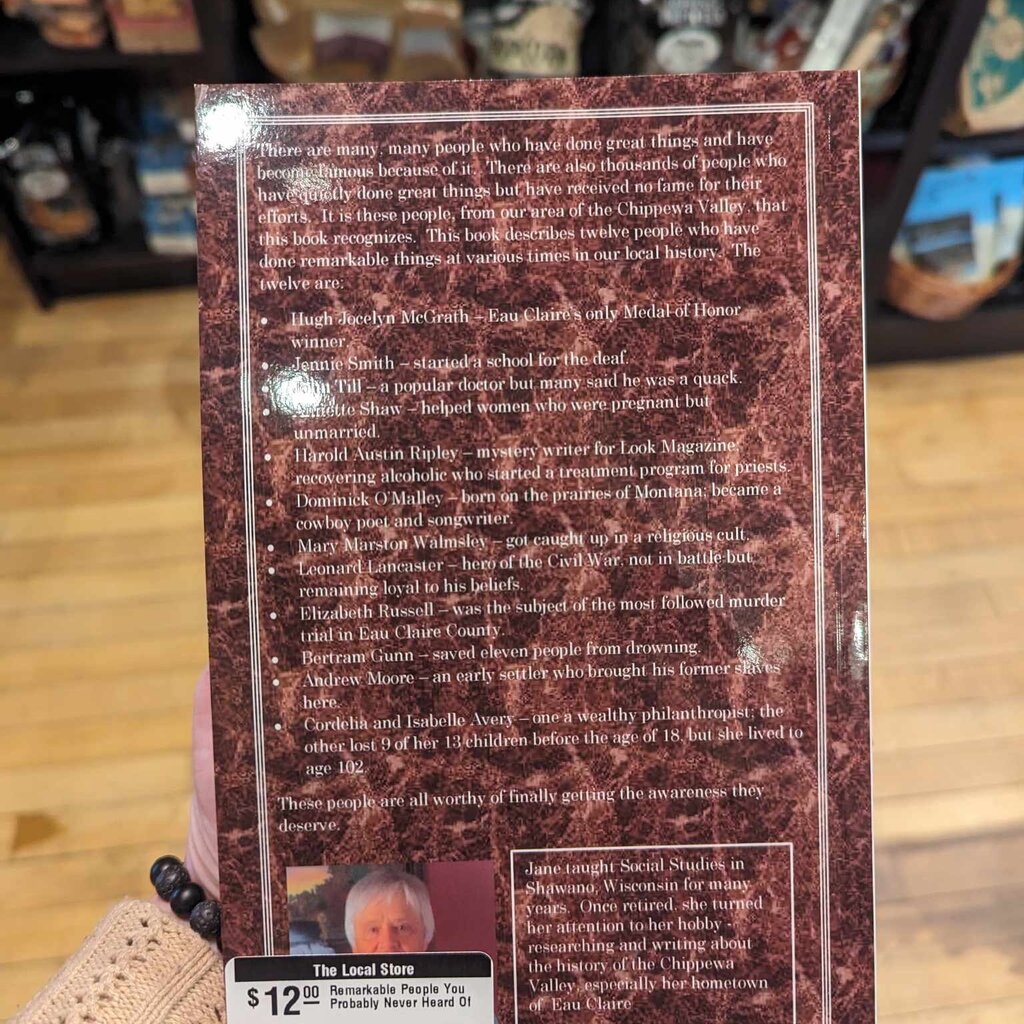 There are many, many people who have done great things and have
become famous because of it. There are also thousands of people who
have quietly done great things but have received no fame for their
efforts. It is these people, from our area of the Chippewa Valley, that
this book recognizes. This book describes twelve people who have
done remarkable things at various times in our local history. The
twelve are:
• Hugh Jocelyn McGrath – Eau Claire's only Medal of Honor
winner.
• Jennie Smith – started a school for the deaf.
• Till – a popular doctor but many said he was a quack.
• Shaw – helped women who were pregnant but
unmarried.
• Harold Austin Ripley – mystery writer for Look Magazine,
recovering alcoholic who started a treatment program for priests.
• Dominick O'Malley – born on the prairies of Montana; became a
cowboy poet and songwriter.
• Mary Marston Walmsley – got caught up in a religious cult.
• Leonard Lancaster – hero of the Civil War, not in battle but
remaining loyal to his beliefs.
• Elizabeth Russell – was the subject of the most followed murder
trial in Eau Claire County.
• Bertram Gunn – saved eleven people from drowning.
• Andrew Moore – an early settler who brought his former slaves
here.
• Cordelia and Isabelle Avery – one a wealthy philanthropist; the
other lost 9 of her 13 children before the age of 18, but she lived to
age 102.
These people are all worthy of finally getting the awareness they
deserve.
Jane taught Social Studies in
Shawano, Wisconsin for many
years. Once retired, she turned
her attention to her hobby -
researching and writing about
the history of the Chippewa
Valley, especially her hometown
of Eau Claire
The Local Store
$12.00 Remarkable People You
Probably Never Heard Of